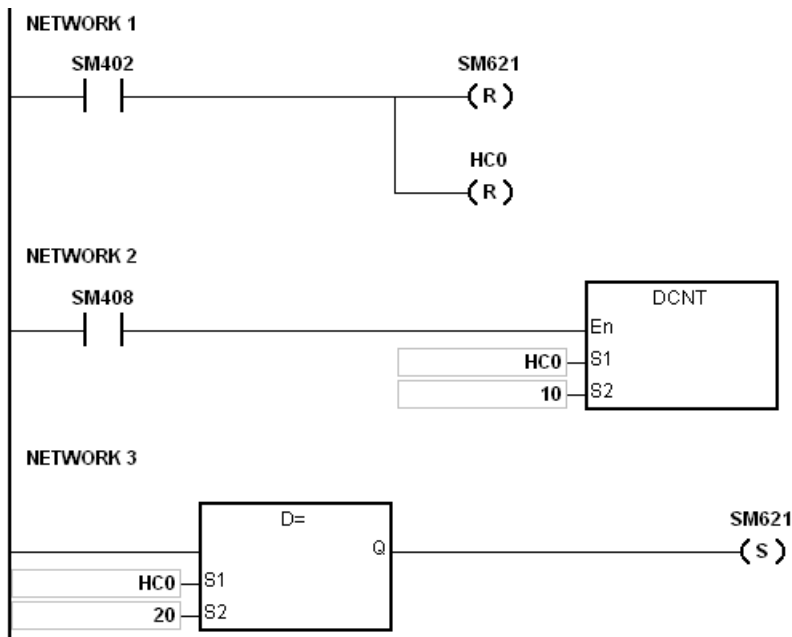 NETWORK 1
SM402 SM621
( R )
HC0
( R )
NETWORK 2
SM408
DCNT
En
HC0 S1
10 S2
NETWORK 3
D=
SM621
Q ( S )
HC0 S1
20 S2